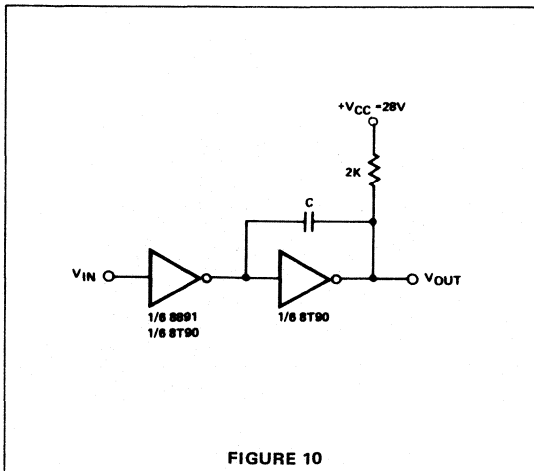 +VCC =28V
2K
C
VIN
VOUT
1/6 8891
1/6 8T90
1/6 8T90
FIGURE 10